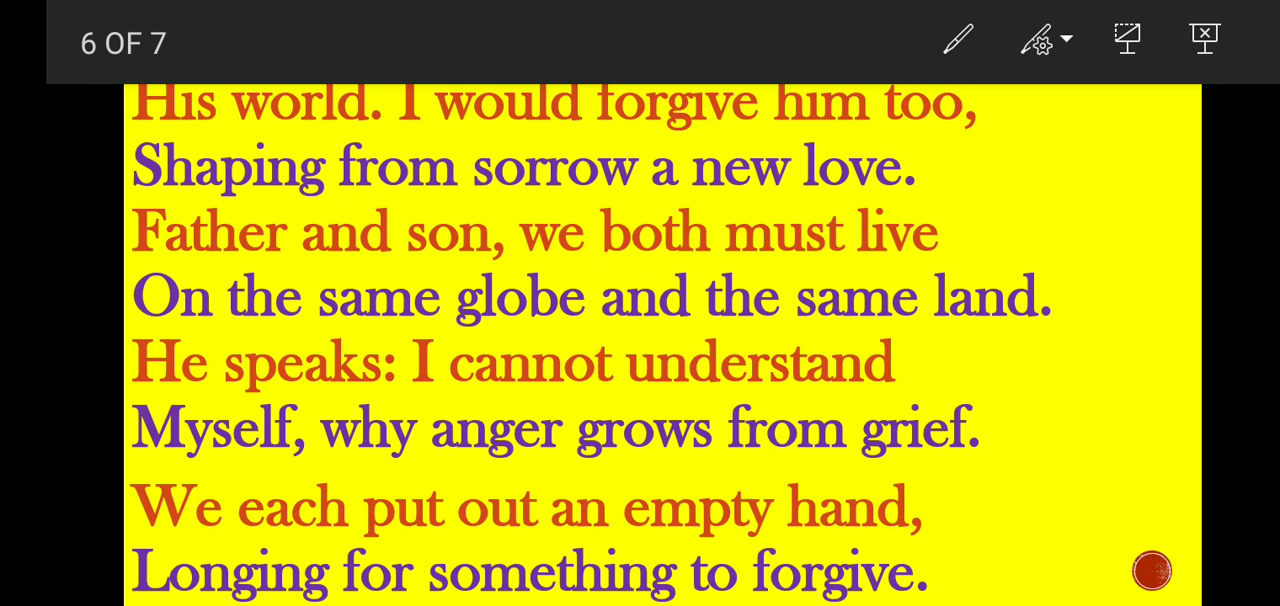 6 OF 7
His world. I would forgive him too,
Shaping from sorrow a new love.
Father and son, we both must live
On the same globe and the same land.
He speaks: I cannot understand
Myself, why anger grows from grief.
We each put out an empty hand,
Longing for something to forgive.